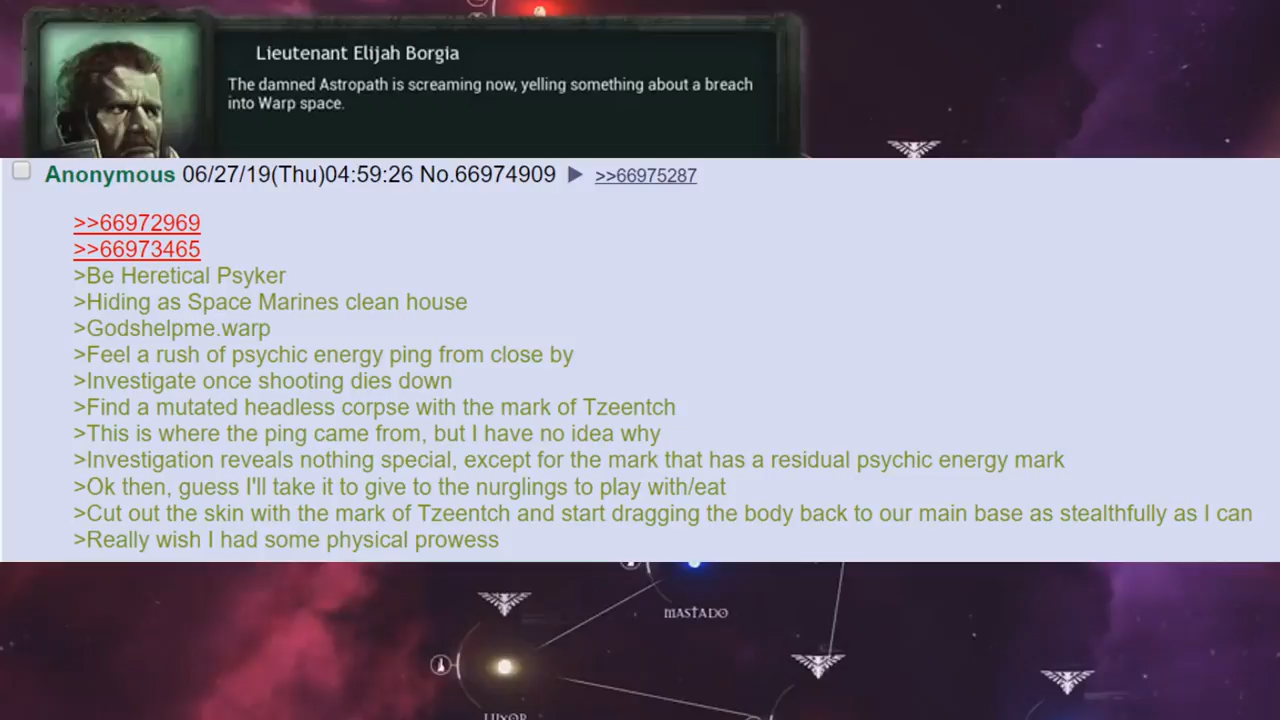 Lieutenant Elijah Borgia
The damned Astropath is screaming now, yelling something about a breach
into Warp space.
Anonymous 06/27/19(Thu)04:59:26 No.66974909 ▶ >>66975287
>>66972969
>>66973465
>Be Heretical Psyker
>Hiding as Space Marines clean house
>Godshelpme.warp
>Feel a rush of psychic energy ping from close by
>Investigate once shooting dies down
>Find a mutated headless corpse with the mark of Tzeentch
>This is where the ping came from, but I have no idea why
>Investigation reveals nothing special, except for the mark that has a residual psychic energy mark
>Ok then, guess I'll take it to give to the nurglings to play with/eat
>Cut out the skin with the mark of Tzeentch and start dragging the body back to our main base as stealthfully as I can
>Really wish I had some physical prowess
MASTADO
LUXOR